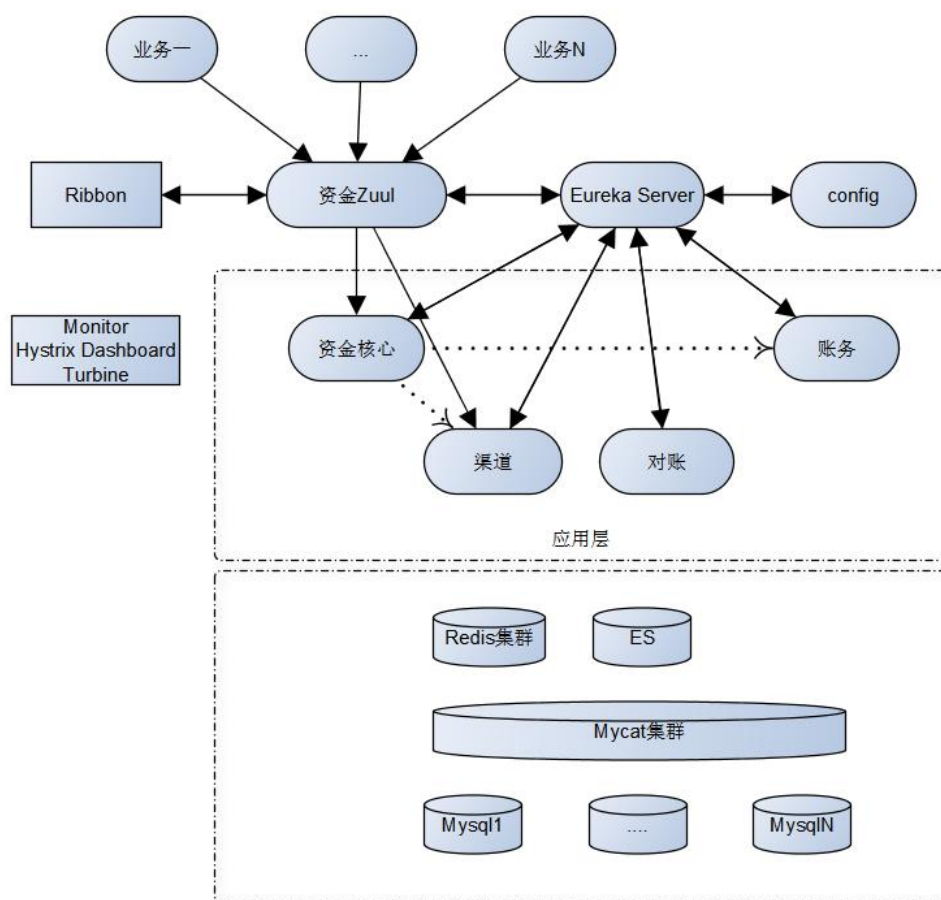 业务一
...
业务N
Ribbon
资金Zuul
Eureka Server
config
Monitor
Hystrix Dashboard
Turbine
资金核心
账务
渠道
对账
应用层
Redis集群
ES
Mycat集群
Mysql1
....
MysqlN